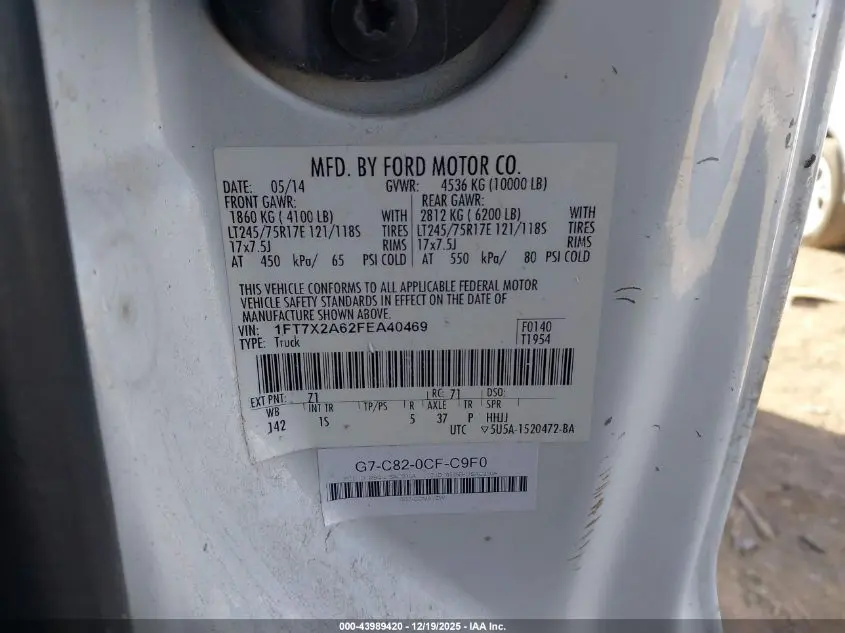 MFD. BY FORD MOTOR CO.
DATE: 05/14 GVWR: 4536 KG (10000 LB)
FRONT GAWR: REAR GAWR:
1860 KG ( 4100 LB) WITH 2812 KG ( 6200 LB) WITH
LT245/75R17E 121/118S TIRES LT245/75R17E 121/118S TIRES
17x7.5J RIMS 17x7.5J RIMS
AT 450 kPa/ 65 PSI COLD AT 550 kPa/ 80 PSI COLD
THIS VEHICLE CONFORMS TO ALL APPLICABLE FEDERAL MOTOR
VEHICLE SAFETY STANDARDS IN EFFECT ON THE DATE OF
MANUFACTURE SHOWN ABOVE.
VIN: 1FT7X2A62FEA40469 F0140
TYPE: Truck T1954
EXT PNT: Z1 RC: 71 DSO:
WB INT TR TP/PS R AXLE TR SPR
142 1S 5 37 P HHJJ
UTC ▽5U5A-1520472-BA
G7-C82-0CF-C9F0
000-43989420 - 12/19/2025 - IAA Inc.